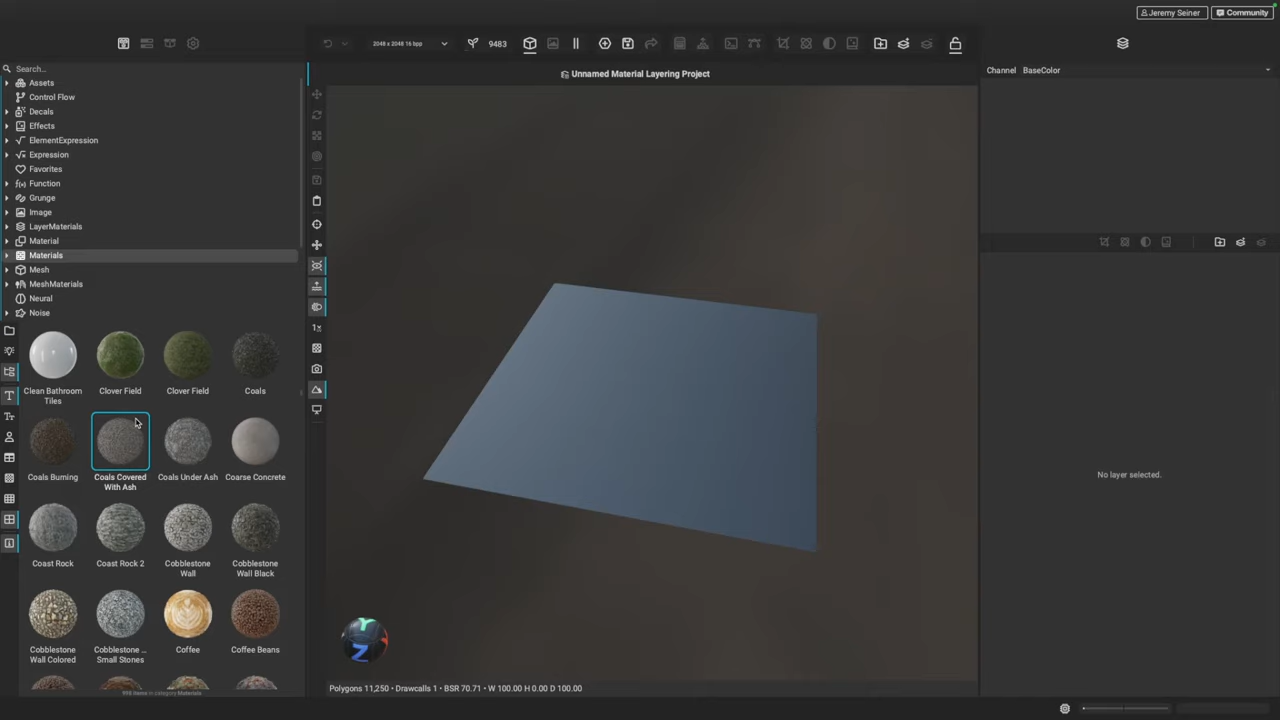 Jeremy Seiner
Community
2048 x 2048 16 bpp
9483
Search...
Unnamed Material Layering Project
Channel BaseColor
Assets
Control Flow
Decals
Effects
ElementExpression
Expression
Favorites
Function
Grunge
Image
LayerMaterials
Material
Materials
Mesh
MeshMaterials
Neural
Noise
1x
Clean Bathroom Tiles
Clover Field
Clover Field
Coals
Coals Burning
Coals Covered With Ash
Coals Under Ash
Coarse Concrete
Coast Rock
Coast Rock 2
Cobblestone Wall
Cobblestone Wall Black
Cobblestone Wall Colored
Cobblestone ... Small Stones
Coffee
Coffee Beans
No layer selected.
Y
Z
Polygons 11,250 • Drawcalls 1 • BSR 70.71 • W 100.00 H 0.00 D 100.00